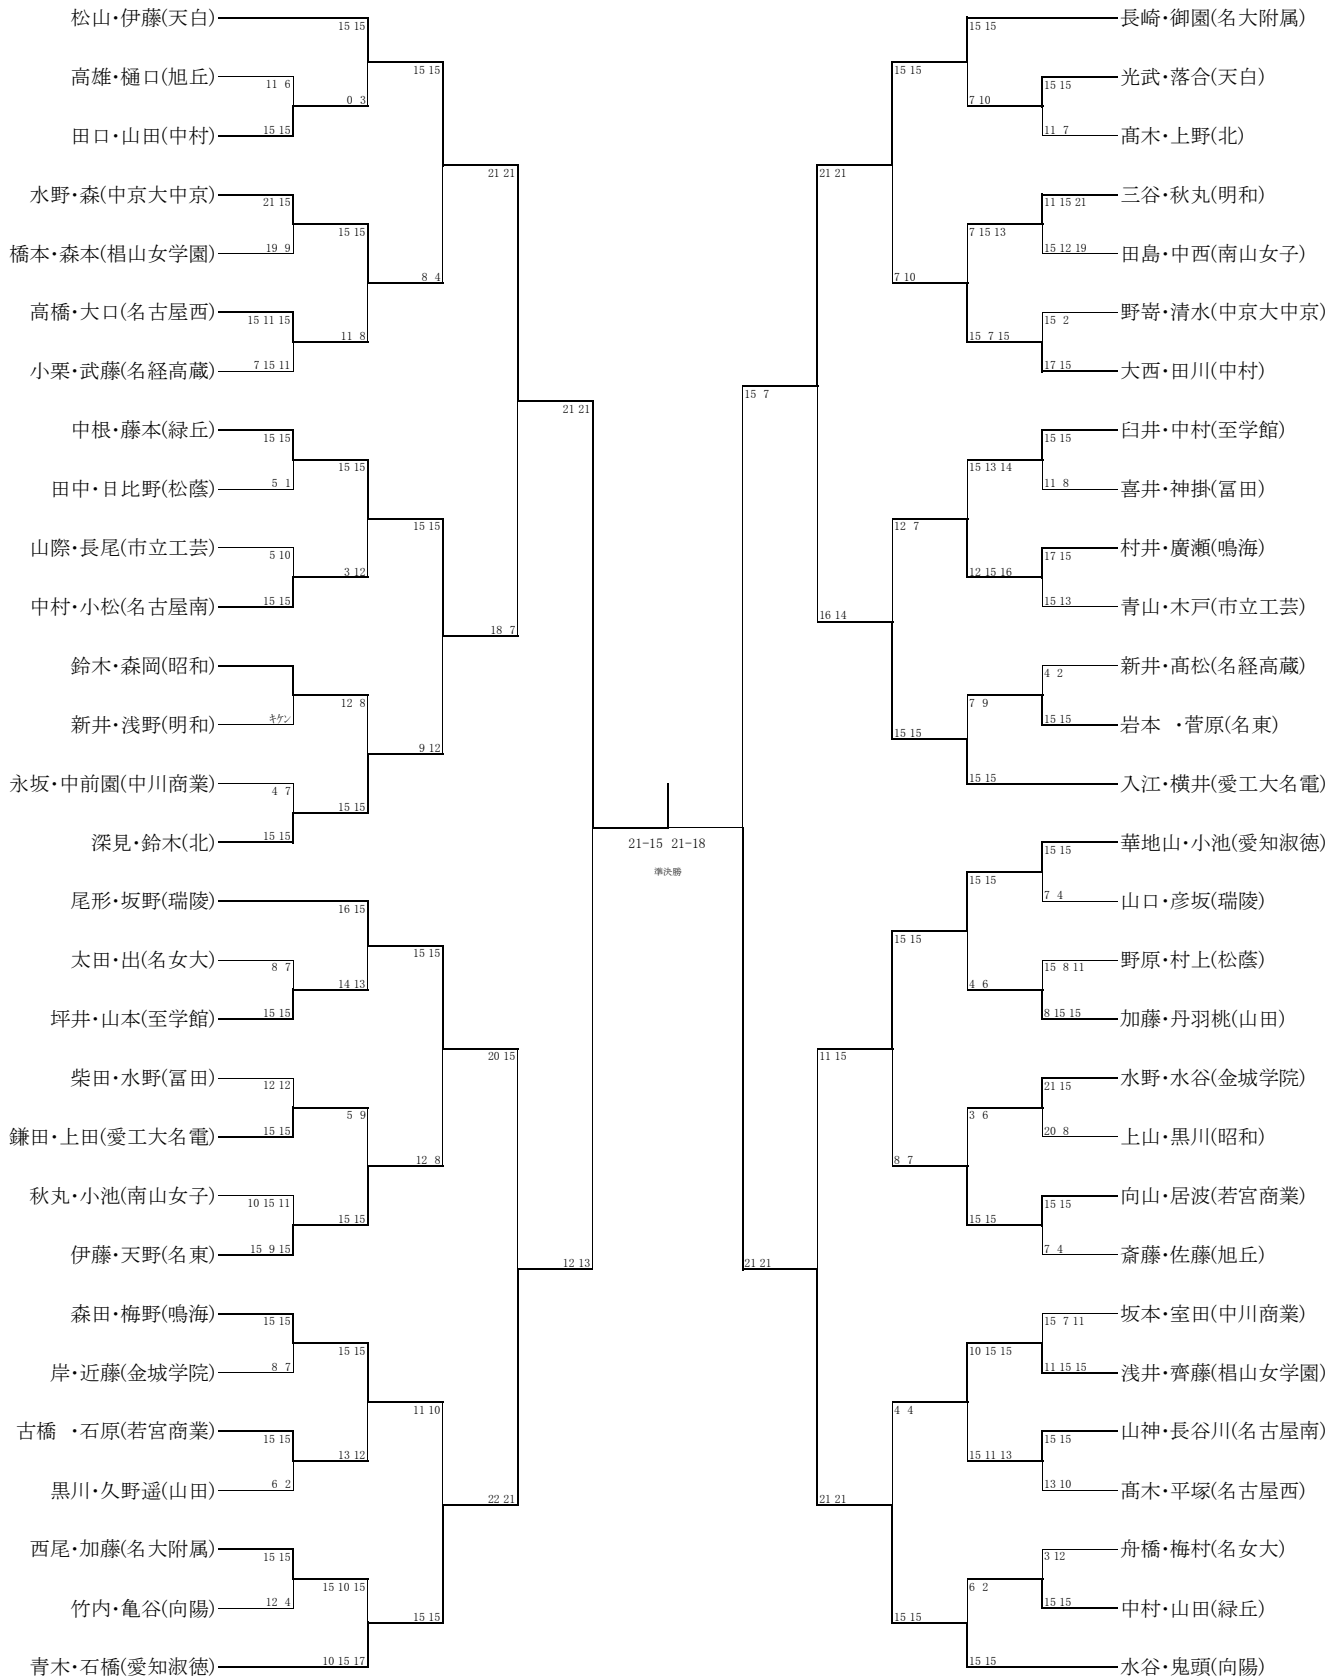 松山・伊藤(天白)
15 15
高雄・樋口(旭丘)
11 6
0 3
田口・山田(中村)
15 15
15 15
水野・森(中京大中京)
21 15
橋本・森本(椙山女学園)
19 9
15 15
8 4
高橋・大口(名古屋西)
15 11 15
11 8
小栗・武藤(名経高蔵)
7 15 11
21 21
中根・藤本(緑丘)
15 15
田中・日比野(松蔭)
5 1
15 15
山際・長尾(市立工芸)
5 10
3 12
中村・小松(名古屋南)
15 15
15 15
18 7
鈴木・森岡(昭和)
新井・浅野(明和)
キケン
12 8
9 12
永坂・中前園(中川商業)
4 7
15 15
深見・鈴木(北)
15 15
21 21
尾形・坂野(瑞陵)
16 15
太田・出(名女大)
8 7
14 13
坪井・山本(至学館)
15 15
15 15
柴田・水野(冨田)
12 12
鎌田・上田(愛工大名電)
15 15
5 9
12 8
秋丸・小池(南山女子)
10 15 11
15 15
伊藤・天野(名東)
15 9 15
20 15
12 13
森田・梅野(鳴海)
15 15
岸・近藤(金城学院)
8 7
15 15
古橋 ・石原(若宮商業)
15 15
13 12
黒川・久野遥(山田)
6 2
11 10
22 21
西尾・加藤(名大附属)
15 15
竹内・亀谷(向陽)
12 4
15 10 15
15 15
青木・石橋(愛知淑徳)
10 15 17
21-15 21-18
準決勝
長崎・御園(名大附属)
15 15
光武・落合(天白)
15 15
7 10
髙木・上野(北)
11 7
15 15
三谷・秋丸(明和)
11 15 21
田島・中西(南山女子)
15 12 19
7 15 13
7 10
野嵜・清水(中京大中京)
15 2
15 7 15
大西・田川(中村)
17 15
21 21
15 7
臼井・中村(至学館)
15 15
喜井・神掛(冨田)
11 8
15 13 14
村井・廣瀬(鳴海)
17 15
12 15 16
青山・木戸(市立工芸)
15 13
12 7
16 14
新井・髙松(名経高蔵)
4 2
岩本 ・菅原(名東)
15 15
7 9
15 15
入江・横井(愛工大名電)
15 15
華地山・小池(愛知淑徳)
15 15
山口・彦坂(瑞陵)
7 4
15 15
野原・村上(松蔭)
15 8 11
4 6
加藤・丹羽桃(山田)
8 15 15
15 15
11 15
水野・水谷(金城学院)
21 15
上山・黒川(昭和)
20 8
3 6
8 7
向山・居波(若宮商業)
15 15
15 15
斎藤・佐藤(旭丘)
7 4
21 21
坂本・室田(中川商業)
15 7 11
浅井・齊藤(椙山女学園)
11 15 15
10 15 15
山神・長谷川(名古屋南)
15 15
15 11 13
髙木・平塚(名古屋西)
13 10
4 4
21 21
舟橋・梅村(名女大)
3 12
中村・山田(緑丘)
15 15
6 2
15 15
水谷・鬼頭(向陽)
15 15